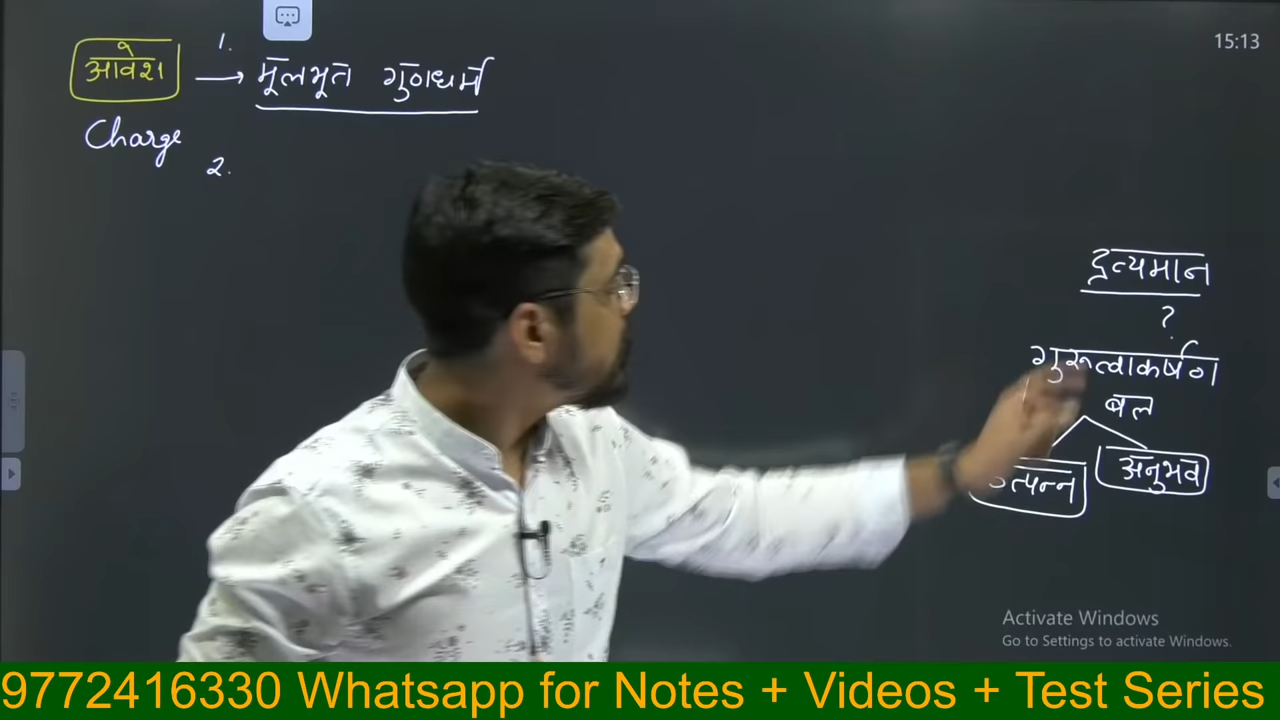 15:13
1.
आवेश → मूलभूत गुणधर्म
Charge
2.
द्रव्यमान
?
गुरूत्वाकर्षण
बल
अनुभव
Activate Windows
Go to Settings to activate Windows.
9772416330 Whatsapp for Notes + Videos + Test Series